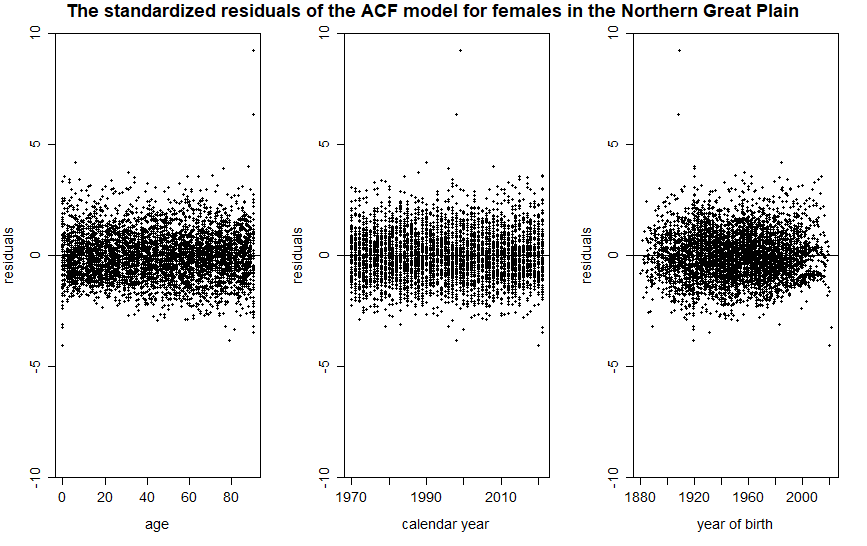 The standardized residuals of the ACF model for females in the Northern Great Plain
10
5
0
-5
-10
residuals
0 20 40 60 80
age
10
5
0
-5
-10
residuals
1970 1990 2010
calendar year
10
5
0
-5
-10
residuals
1880 1920 1960 2000
year of birth